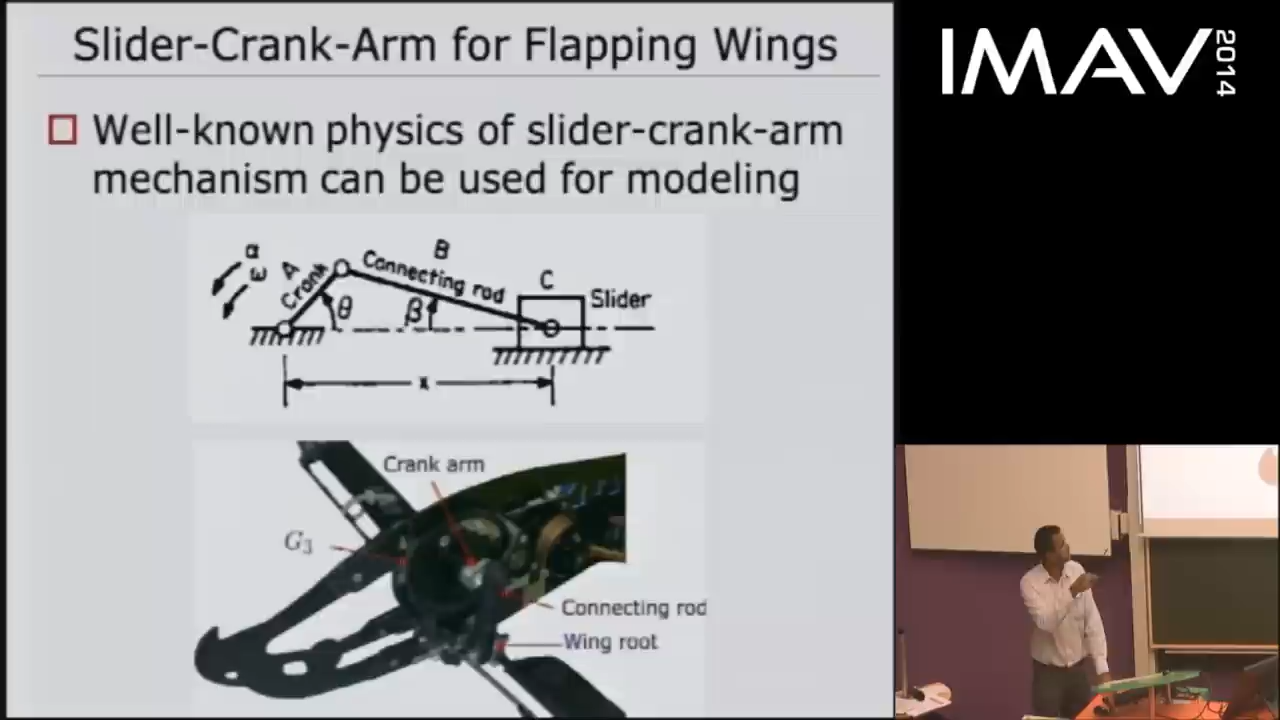 Slider-Crank-Arm for Flapping Wings
IMAV 2014
Well-known physics of slider-crank-arm
mechanism can be used for modeling
α
ω
A
Crank
θ
B
Connecting rod
β
C
Slider
x
Crank arm
G3
Connecting rod
Wing root